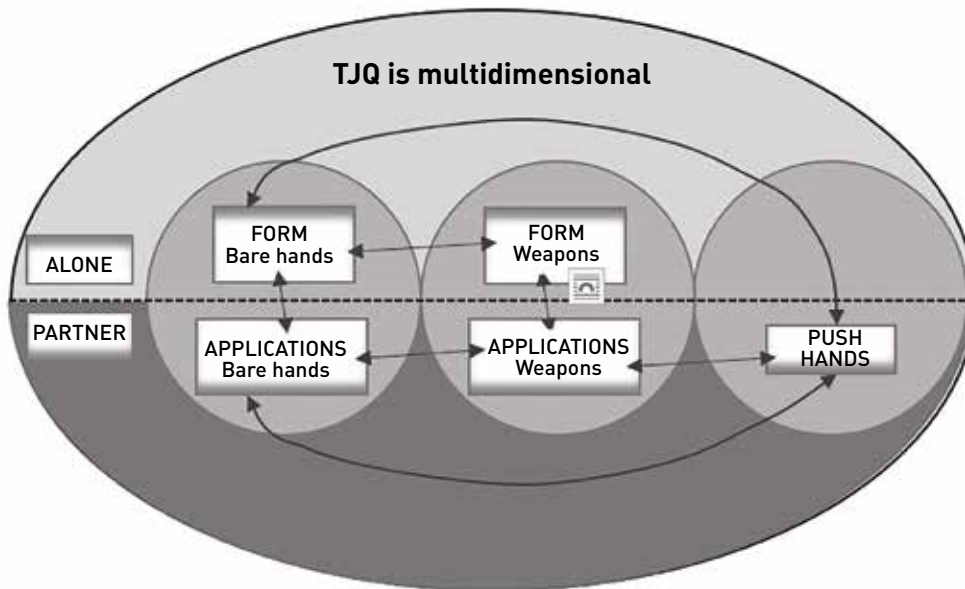 TJQ is multidimensional
FORM
Bare hands
FORM
Weapons
ALONE
PARTNER
APPLICATIONS
Bare hands
APPLICATIONS
Weapons
PUSH
HANDS